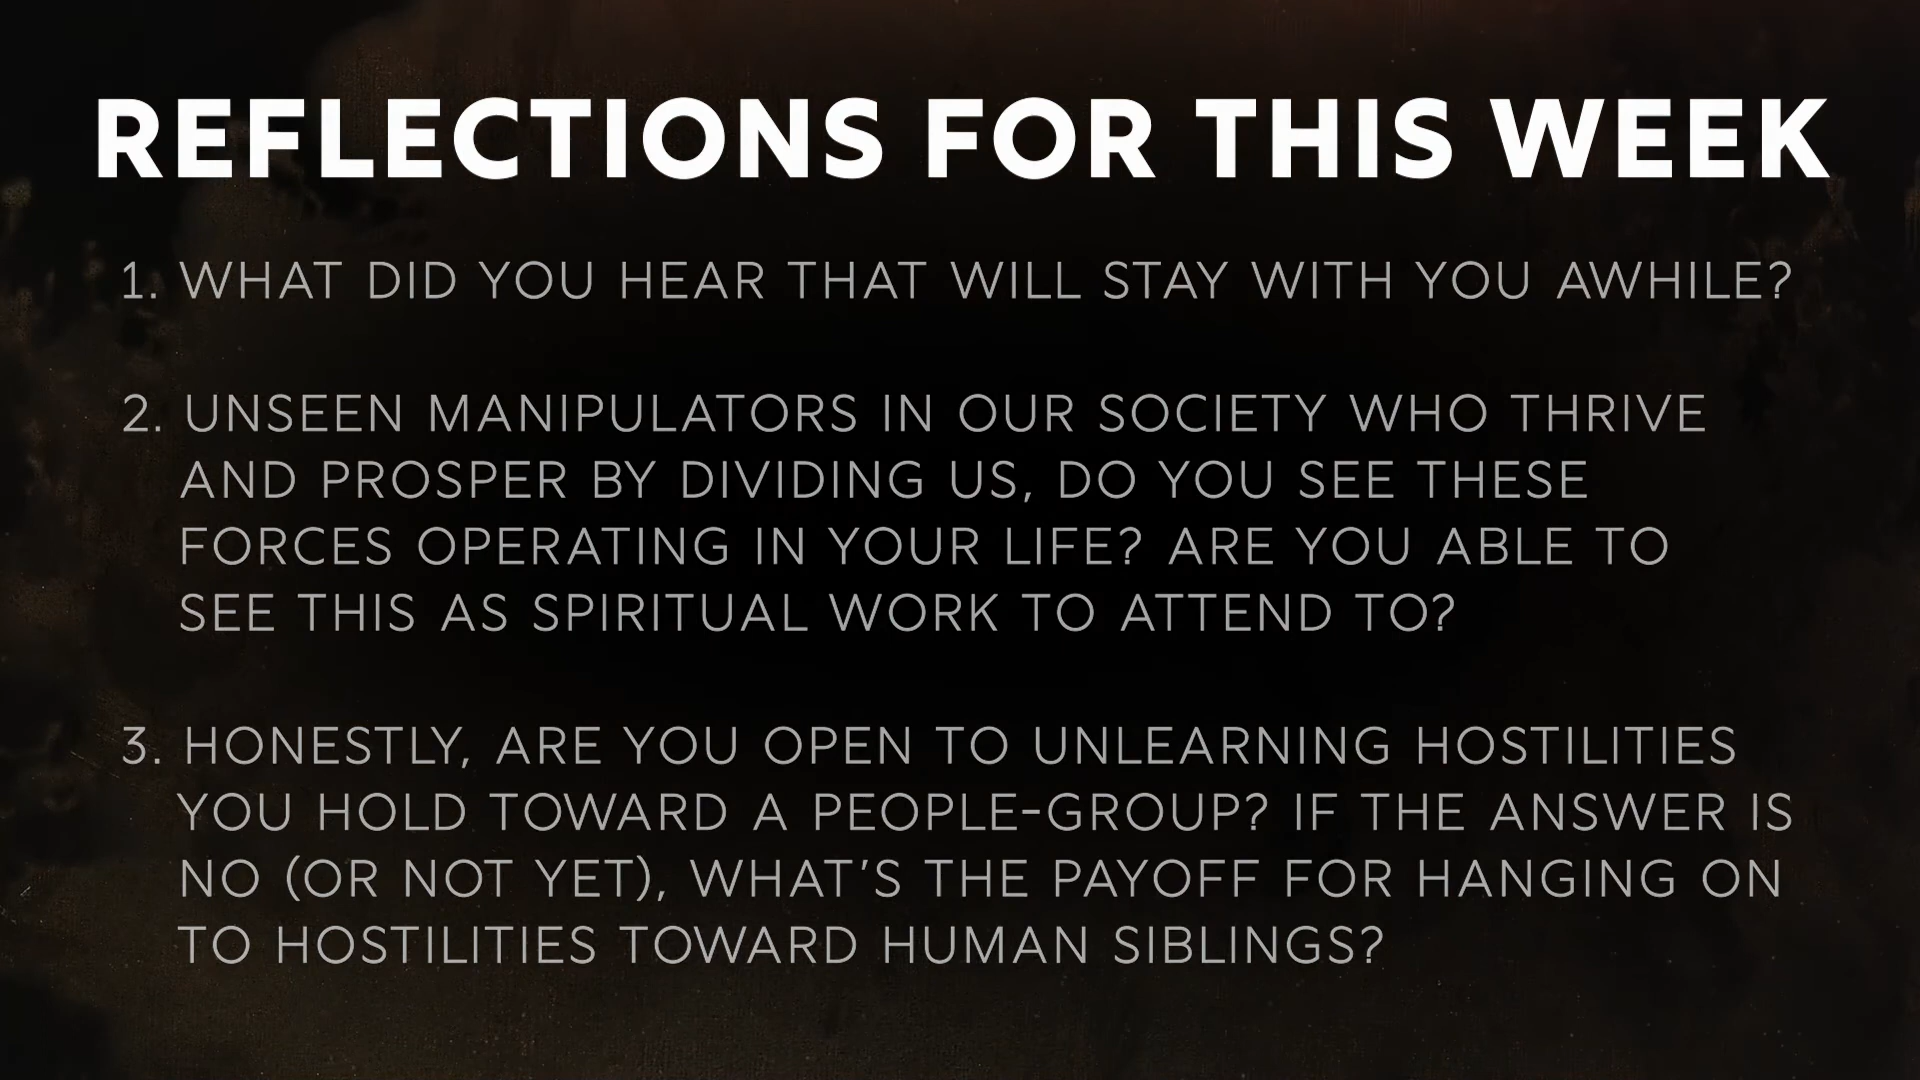 REFLECTIONS FOR THIS WEEK
1. WHAT DID YOU HEAR THAT WILL STAY WITH YOU AWHILE?
2. UNSEEN MANIPULATORS IN OUR SOCIETY WHO THRIVE
AND PROSPER BY DIVIDING US, DO YOU SEE THESE
FORCES OPERATING IN YOUR LIFE? ARE YOU ABLE TO
SEE THIS AS SPIRITUAL WORK TO ATTEND TO?
3. HONESTLY, ARE YOU OPEN TO UNLEARNING HOSTILITIES
YOU HOLD TOWARD A PEOPLE-GROUP? IF THE ANSWER IS
NO (OR NOT YET), WHAT'S THE PAYOFF FOR HANGING ON
TO HOSTILITIES TOWARD HUMAN SIBLINGS?